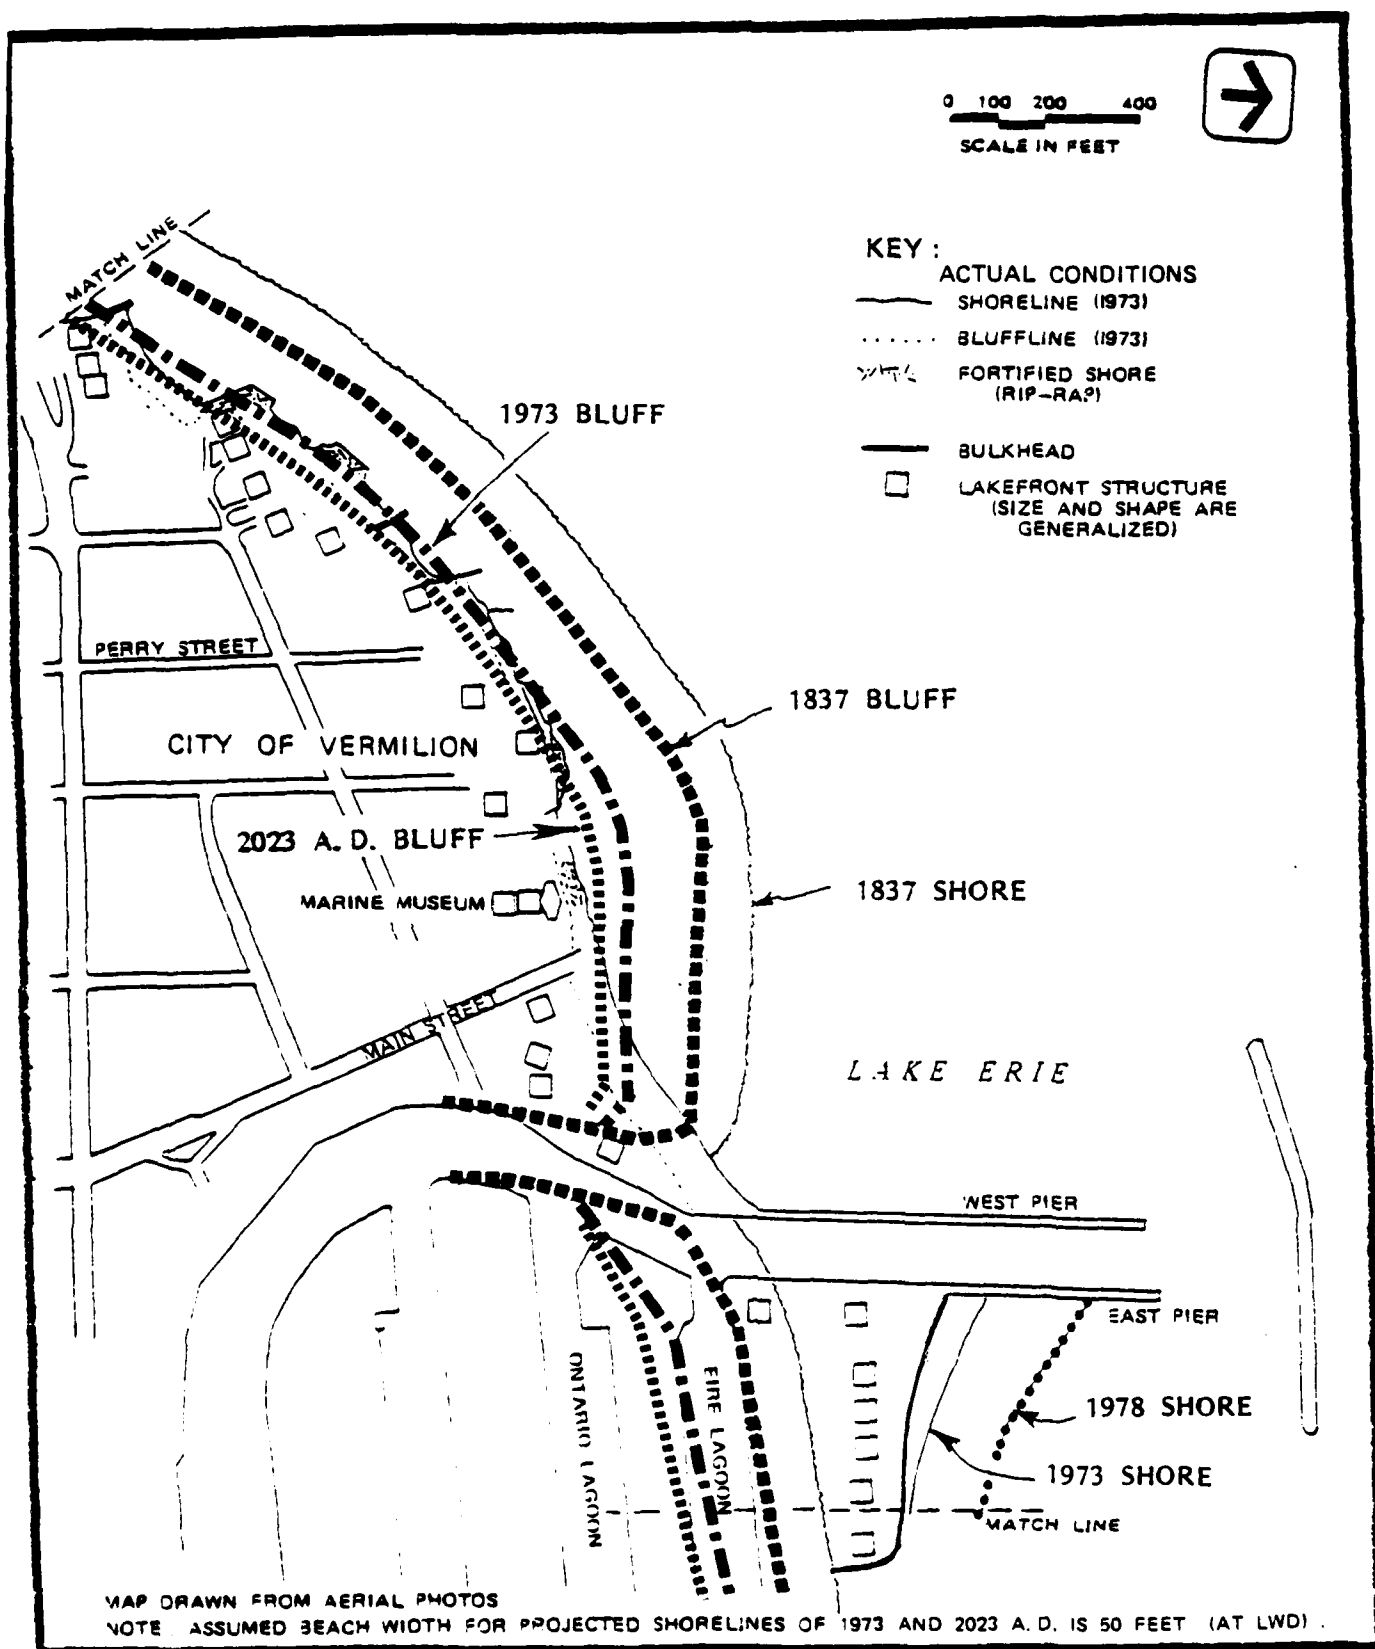 0 100 200 400
SCALE IN FEET
MATCH LINE
KEY :
ACTUAL CONDITIONS
SHORELINE (1973)
BLUFFLINE (1973)
FORTIFIED SHORE
(RIP-RAP)
BULKHEAD
LAKEFRONT STRUCTURE
(SIZE AND SHAPE ARE
GENERALIZED)
1973 BLUFF
PERRY STREET
1837 BLUFF
CITY OF VERMILION
2023 A.D. BLUFF
MARINE MUSEUM
1837 SHORE
MAIN STREET
LAKE ERIE
WEST PIER
EAST PIER
ONTARIO LAGOON
ERIE LAGOON
1978 SHORE
1973 SHORE
MATCH LINE
MAP DRAWN FROM AERIAL PHOTOS
NOTE: ASSUMED BEACH WIDTH FOR PROJECTED SHORELINES OF 1973 AND 2023 A.D. IS 50 FEET (AT LWD).